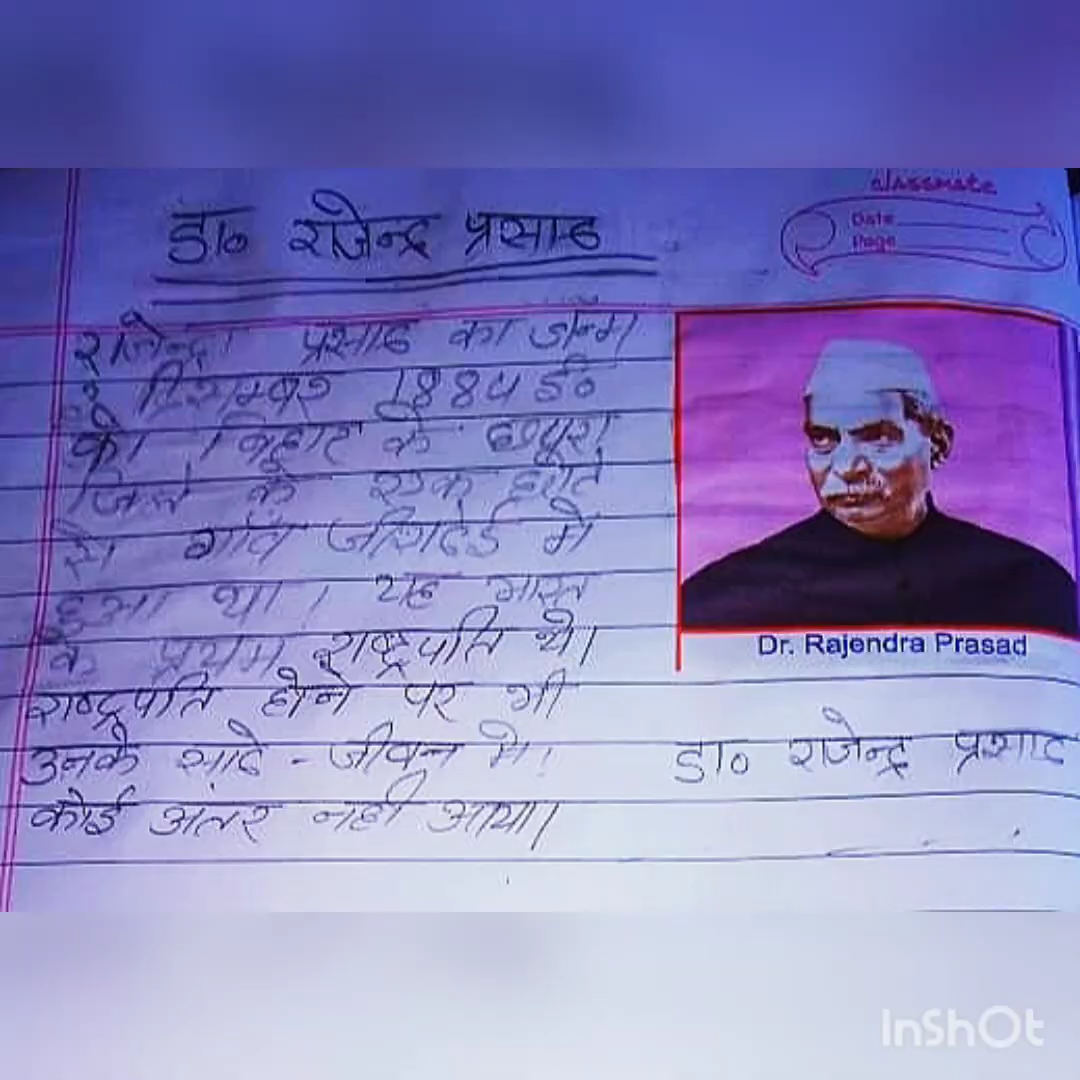 classmate
Date
Page
डा० राजेन्द्र प्रसाद
राजेन्द्र प्रसाद का जन्म
3 दिसम्बर 1884 ई०
को बिहार के छपरा
जिले के एक छोटे
से गाँव जीरादेई में
हुआ था। यह भारत
के प्रथम राष्ट्रपति थे।
राष्ट्रपति होने पर भी
उनके सादे - जीवन मे।
कोई अंतर नही आया।
Dr. Rajendra Prasad
डा० राजेन्द्र प्रसाद
InShOt